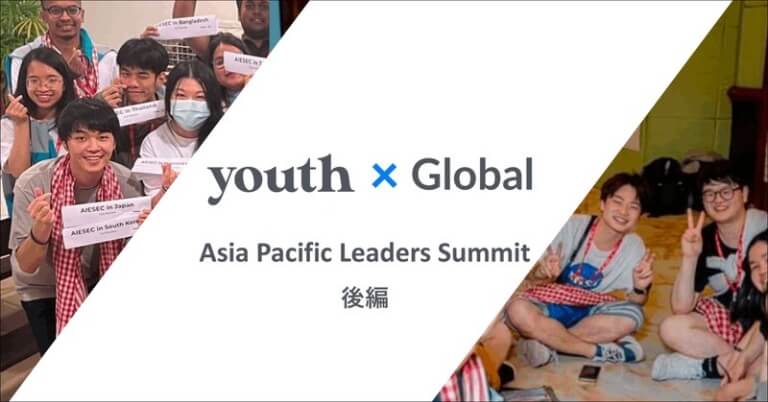 AIESEC in Bangladesh
AIESEC in Thailand
AIESEC in Japan
AIESEC in South Korea
youth × Global
Asia Pacific Leaders Summit
後編